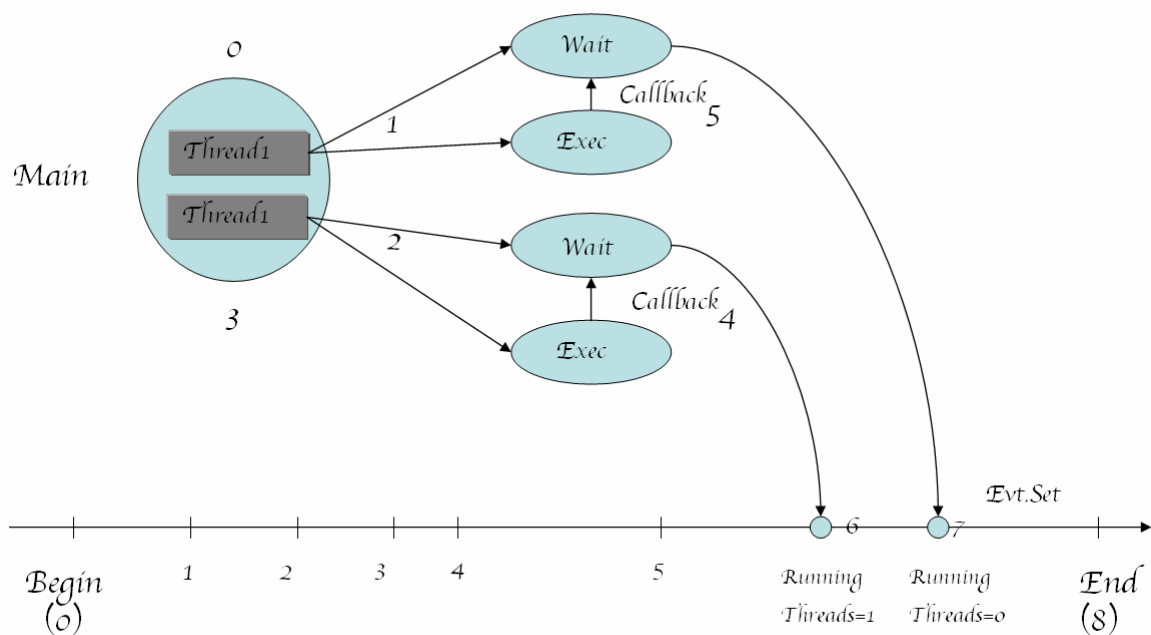 0
Wait
Callback
5
1
Thread1
Exec
Main
Thread1
2
Wait
3
Callback
4
Exec
Evt.Set
6
7
Begin
(0)
1
2
3
4
5
Running
Threads=1
Running
Threads=0
End
(8)